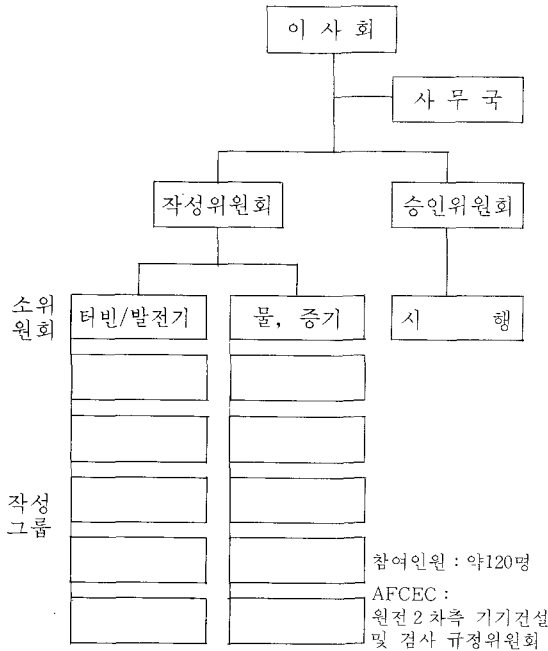 이 사 회
사 무 국
작성위원회
승인위원회
소위
원회
터빈/발전기
물, 증기
시 행
작성
그룹
참여인원 : 약120명
AFCEC :
원전 2 차측 기기건설
및 검사 규정위원회